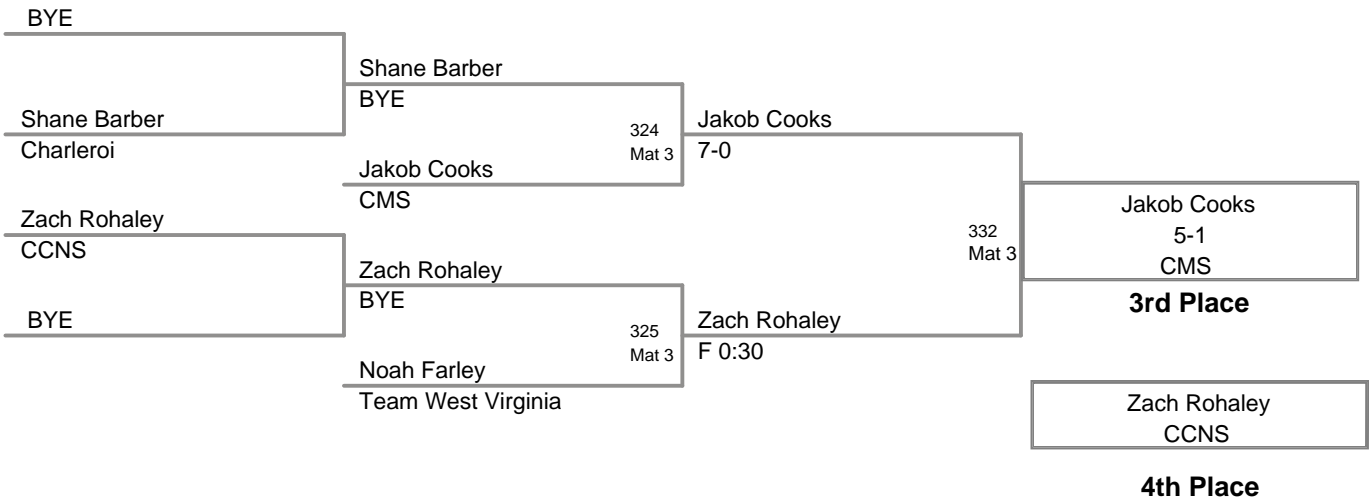 BYE
Shane Barber
BYE
Shane Barber
Charleroi
324
Mat 3
Jakob Cooks
7-0
Jakob Cooks
CMS
Zach Rohaley
CCNS
Zach Rohaley
BYE
BYE
325
Mat 3
Zach Rohaley
F 0:30
Noah Farley
Team West Virginia
332
Mat 3
Jakob Cooks
5-1
CMS
3rd Place
Zach Rohaley
CCNS
4th Place